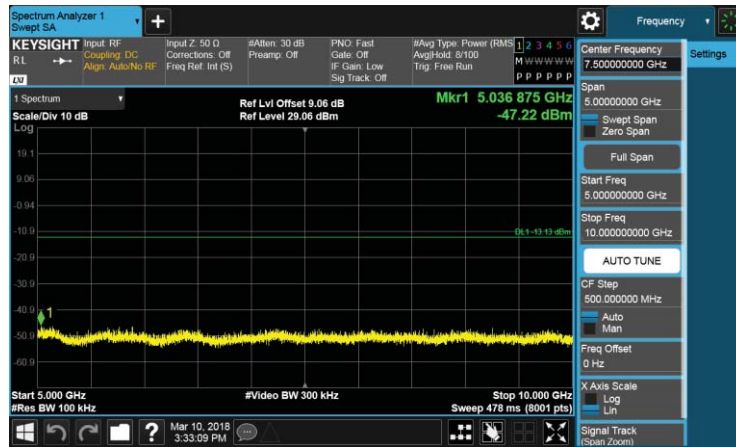 Spectrum Analyzer 1
Swept SA
Frequency
KEYSIGHT
RL
LXI
Input: RF
Coupling: DC
Align: Auto/No RF
Input Z: 50 Ω
Corrections: Off
Freq Ref: Int (S)
#Atten: 30 dB
Preamp: Off
PNO: Fast
Gate: Off
IF Gain: Low
Sig Track: Off
#Avg Type: Power (RMS
Avg|Hold: 8/100
Trig: Free Run
1 2 3 4 5 6
M W W W W W
P P P P P P
Center Frequency
7.500000000 GHz
Settings
1 Spectrum
Scale/Div 10 dB
Log
Ref Lvl Offset 9.06 dB
Ref Level 29.06 dBm
Mkr1 5.036 875 GHz
-47.22 dBm
19.1
9.06
-0.94
-10.9
DL1 -13.13 dBm
-20.9
-30.9
-40.9
1
-50.9
-60.9
Start 5.000 GHz
#Res BW 100 kHz
#Video BW 300 kHz
Stop 10.000 GHz
Sweep 478 ms (8001 pts)
Span
5.00000000 GHz
Swept Span
Zero Span
Full Span
Start Freq
5.000000000 GHz
Stop Freq
10.000000000 GHz
AUTO TUNE
CF Step
500.000000 MHz
Auto
Man
Freq Offset
0 Hz
X Axis Scale
Log
Lin
Signal Track
(Span Zoom)
?
Mar 10, 2018
3:33:09 PM